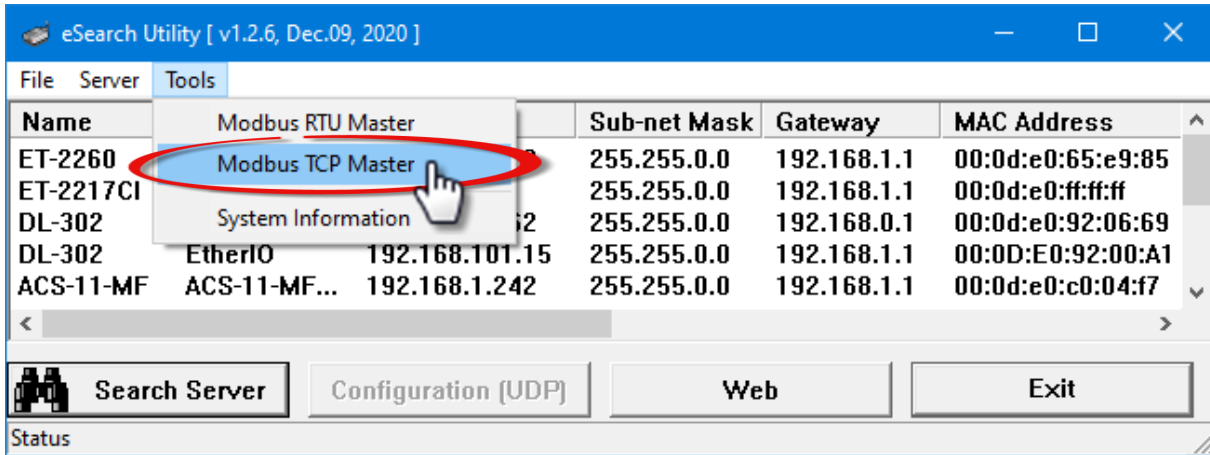 eSearch Utility [ v1.2.6, Dec.09, 2020 ]
File Server Tools
Name Sub-net Mask Gateway MAC Address
Modbus RTU Master
Modbus TCP Master
System Information
ET-2260 255.255.0.0 192.168.1.1 00:0d:e0:65:e9:85
ET-2217CI 255.255.0.0 192.168.1.1 00:0d:e0:ff:ff:ff
DL-302 255.255.0.0 192.168.0.1 00:0d:e0:92:06:69
DL-302 EtherIO 192.168.101.15 255.255.0.0 192.168.1.1 00:0D:E0:92:00:A1
ACS-11-MF ACS-11-MF... 192.168.1.242 255.255.0.0 192.168.1.1 00:0d:e0:c0:04:f7
Search Server Configuration (UDP) Web Exit
Status